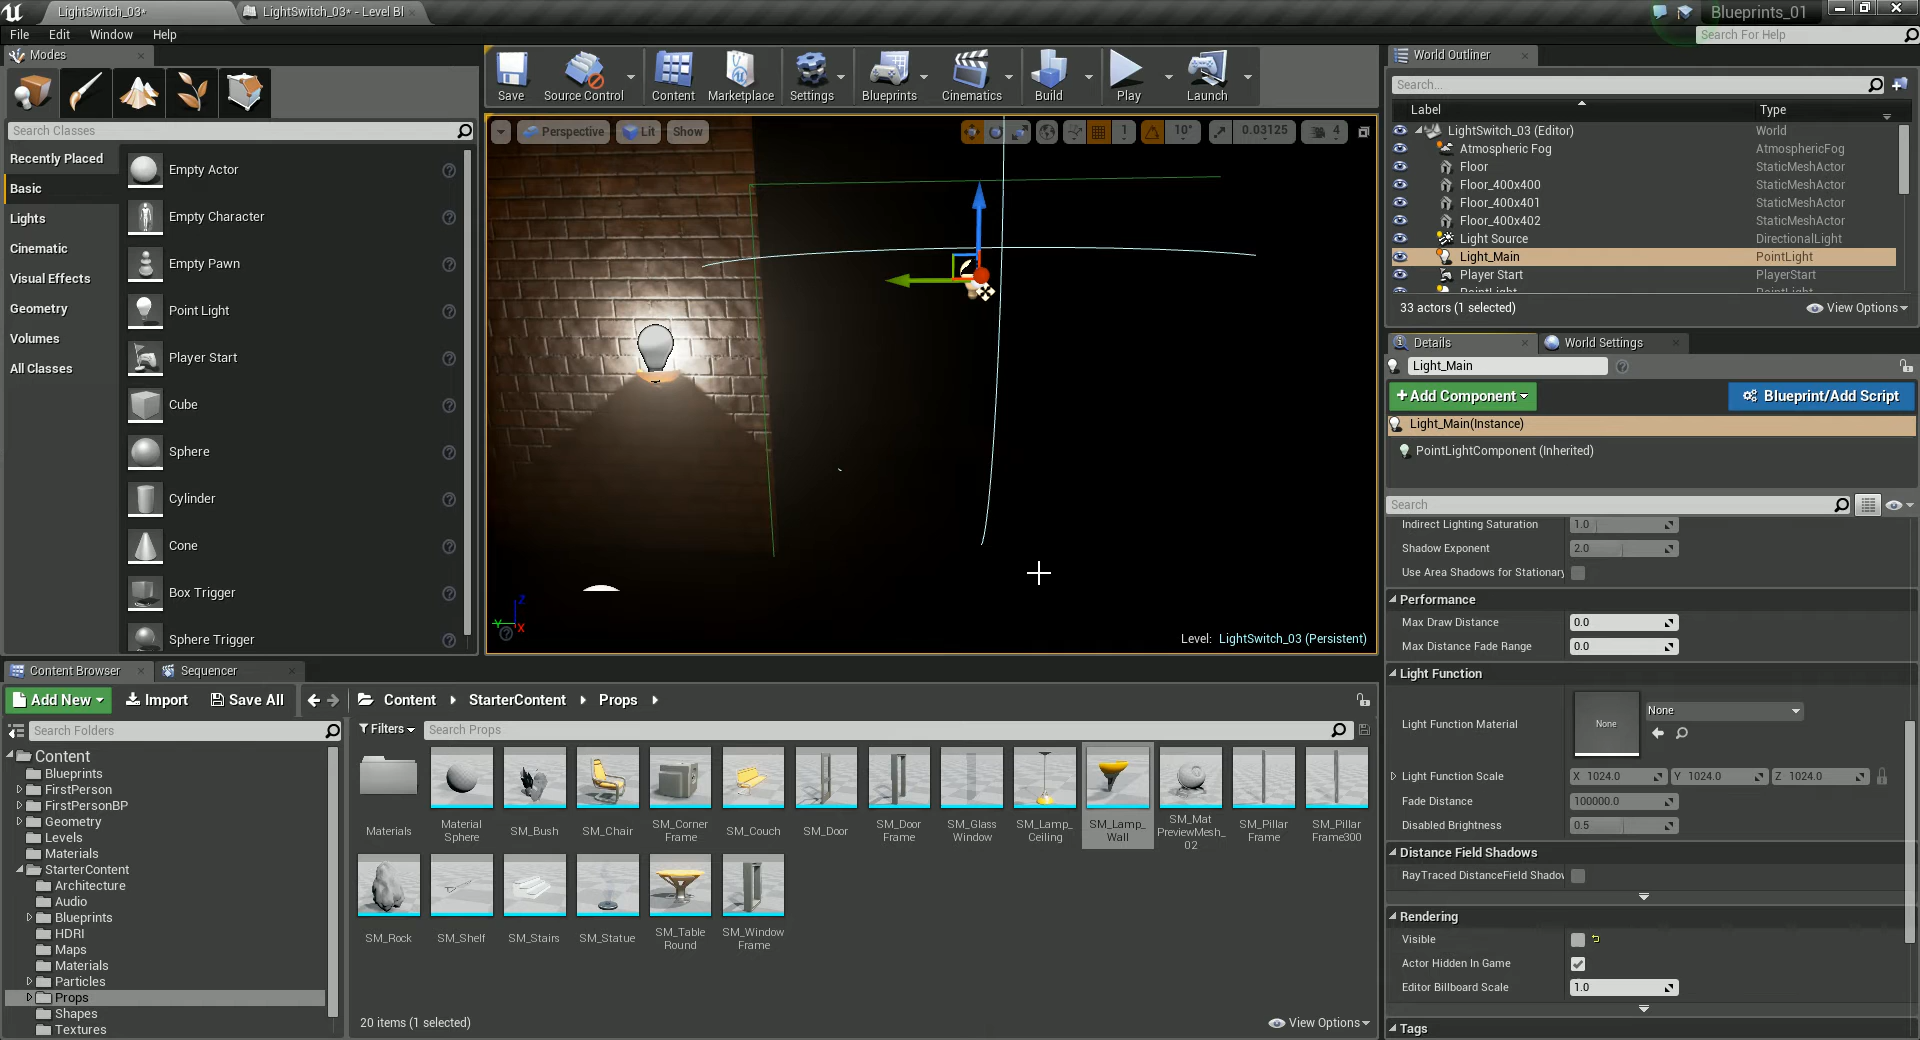 LightSwitch_03*
LightSwitch_03* - Level Bl
Blueprints_01
File Edit Window Help
Search For Help
Modes
Search Classes
Recently Placed
Basic
Lights
Cinematic
Visual Effects
Geometry
Volumes
All Classes
Empty Actor
Empty Character
Empty Pawn
Point Light
Player Start
Cube
Sphere
Cylinder
Cone
Box Trigger
Sphere Trigger
Save Source Control Content Marketplace Settings Blueprints Cinematics Build Play Launch
Perspective Lit Show
1 10° 0.03125 4
Z
Y
X
Level: LightSwitch_03 (Persistent)
World Outliner
Search...
Label Type
LightSwitch_03 (Editor) World
Atmospheric Fog AtmosphericFog
Floor StaticMeshActor
Floor_400x400 StaticMeshActor
Floor_400x401 StaticMeshActor
Floor_400x402 StaticMeshActor
Light Source DirectionalLight
Light_Main PointLight
Player Start PlayerStart
PointLight PointLight
33 actors (1 selected) View Options
Details World Settings
Light_Main
+Add Component Blueprint/Add Script
Light_Main(Instance)
PointLightComponent (Inherited)
Search
Indirect Lighting Saturation 1.0
Shadow Exponent 2.0
Use Area Shadows for Stationary
Performance
Max Draw Distance 0.0
Max Distance Fade Range 0.0
Light Function
Light Function Material None None
Light Function Scale X 1024.0 Y 1024.0 Z 1024.0
Fade Distance 100000.0
Disabled Brightness 0.5
Distance Field Shadows
RayTraced DistanceField Shadow
Rendering
Visible
Actor Hidden In Game
Editor Billboard Scale 1.0
Tags
Content Browser Sequencer
Add New Import Save All Content StarterContent Props
Search Folders
Filters Search Props
Content
Blueprints
FirstPerson
FirstPersonBP
Geometry
Levels
Materials
StarterContent
Architecture
Audio
Blueprints
HDRI
Maps
Materials
Particles
Props
Shapes
Textures
Materials
Material Sphere
SM_Bush
SM_Chair
SM_Corner Frame
SM_Couch
SM_Door
SM_Door Frame
SM_Glass Window
SM_Lamp_ Ceiling
SM_Lamp_ Wall
SM_Mat PreviewMesh_ 02
SM_Pillar Frame
SM_Pillar Frame300
SM_Rock
SM_Shelf
SM_Stairs
SM_Statue
SM_Table Round
SM_Window Frame
20 items (1 selected) View Options